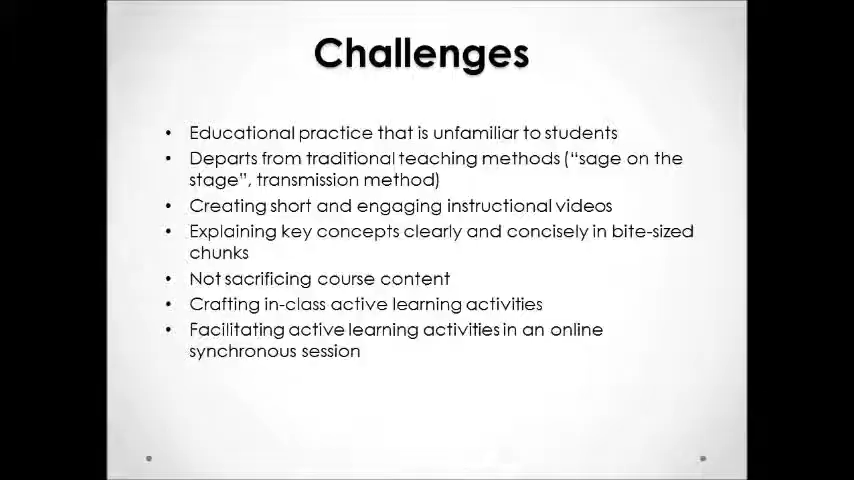 Challenges
• Educational practice that is unfamiliar to students
• Departs from traditional teaching methods (“sage on the
stage”, transmission method)
• Creating short and engaging instructional videos
• Explaining key concepts clearly and concisely in bite-sized
chunks
• Not sacrificing course content
• Crafting in-class active learning activities
• Facilitating active learning activities in an online
synchronous session